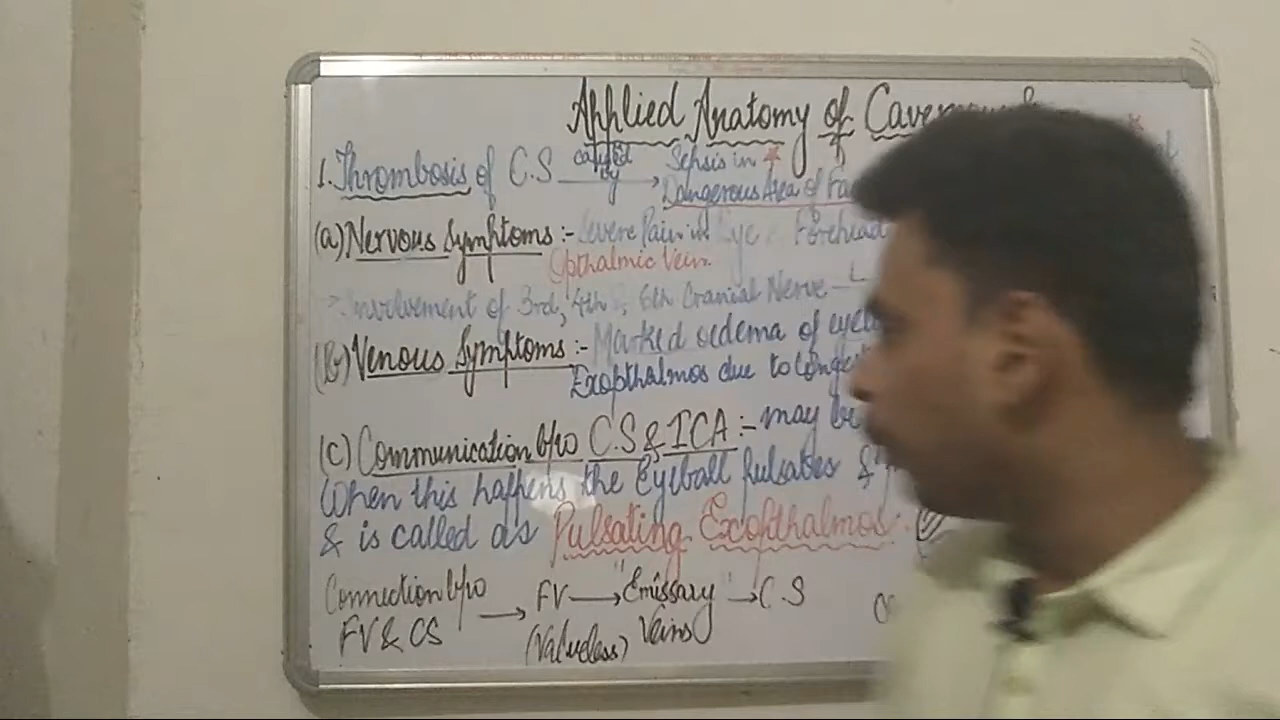 Applied Anatomy of
1. Thrombosis of C.S caused by → Sepsis in *
Dangerous Area of Fa
(a) Nervous Symptoms :- Severe Pain in Eye & Forehead
Opthalmic Vein.
Involvement of 3rd, 4th & 6th Cranial Nerve
(b) Venous Symptoms :- Marked oedema of eyel
Exopthalmos due to Conges
(c) Communication b/w C.S & ICA :- may be
When this happens the Eyeball Pulsates &
& is called as Pulsating Exopthalmos.
Connection b/w FV & CS → FV → "Emissary" → C.S
(Valveless) Veins